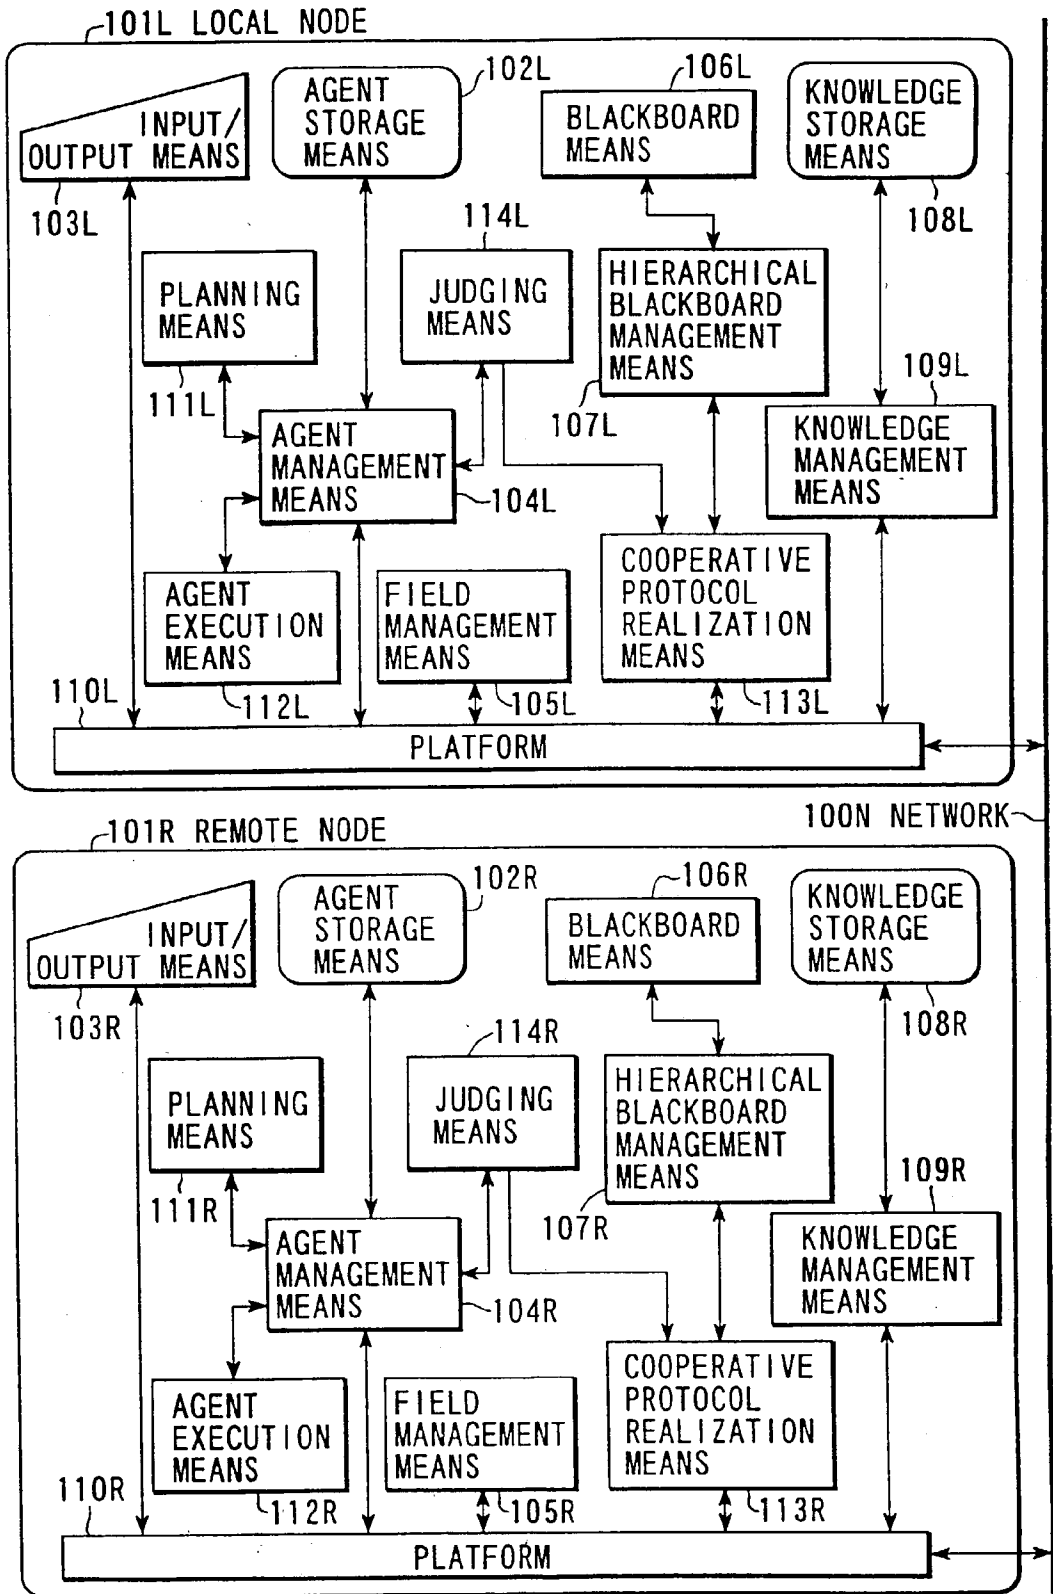 101L LOCAL NODE
INPUT/
OUTPUT MEANS
103L
AGENT
STORAGE
MEANS
102L
BLACKBOARD
MEANS
106L
KNOWLEDGE
STORAGE
MEANS
108L
PLANNING
MEANS
111L
JUDGING
MEANS
114L
HIERARCHICAL
BLACKBOARD
MANAGEMENT
MEANS
107L
109L
KNOWLEDGE
MANAGEMENT
MEANS
AGENT
MANAGEMENT
MEANS
104L
AGENT
EXECUTION
MEANS
112L
FIELD
MANAGEMENT
MEANS
105L
COOPERATIVE
PROTOCOL
REALIZATION
MEANS
113L
110L
PLATFORM
100N NETWORK
101R REMOTE NODE
INPUT/
OUTPUT MEANS
103R
AGENT
STORAGE
MEANS
102R
BLACKBOARD
MEANS
106R
KNOWLEDGE
STORAGE
MEANS
108R
PLANNING
MEANS
111R
JUDGING
MEANS
114R
HIERARCHICAL
BLACKBOARD
MANAGEMENT
MEANS
107R
109R
KNOWLEDGE
MANAGEMENT
MEANS
AGENT
MANAGEMENT
MEANS
104R
AGENT
EXECUTION
MEANS
112R
FIELD
MANAGEMENT
MEANS
105R
COOPERATIVE
PROTOCOL
REALIZATION
MEANS
113R
110R
PLATFORM